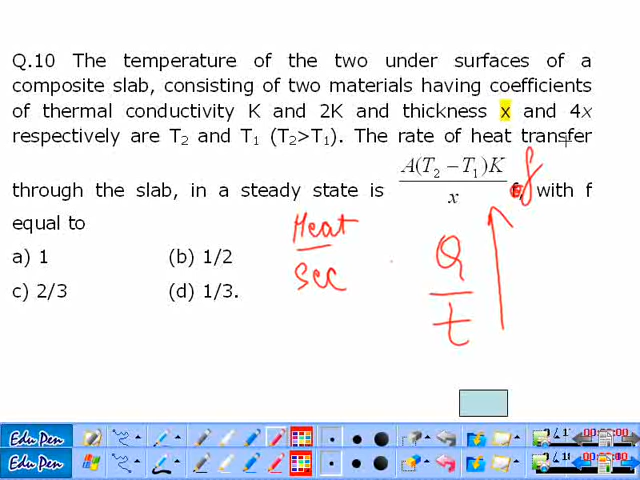 Q.10 The temperature of the two under surfaces of a
composite slab, consisting of two materials having coefficients
of thermal conductivity K and 2K and thickness x and 4x
respectively are T₂ and T₁ (T₂>T₁). The rate of heat transfer
through the slab, in a steady state is A(T₂ − T₁)K / x f, with f
f
equal to
Heat
sec
Q
t
a) 1 (b) 1/2
c) 2/3 (d) 1/3.
Edu Pen
Edu Pen